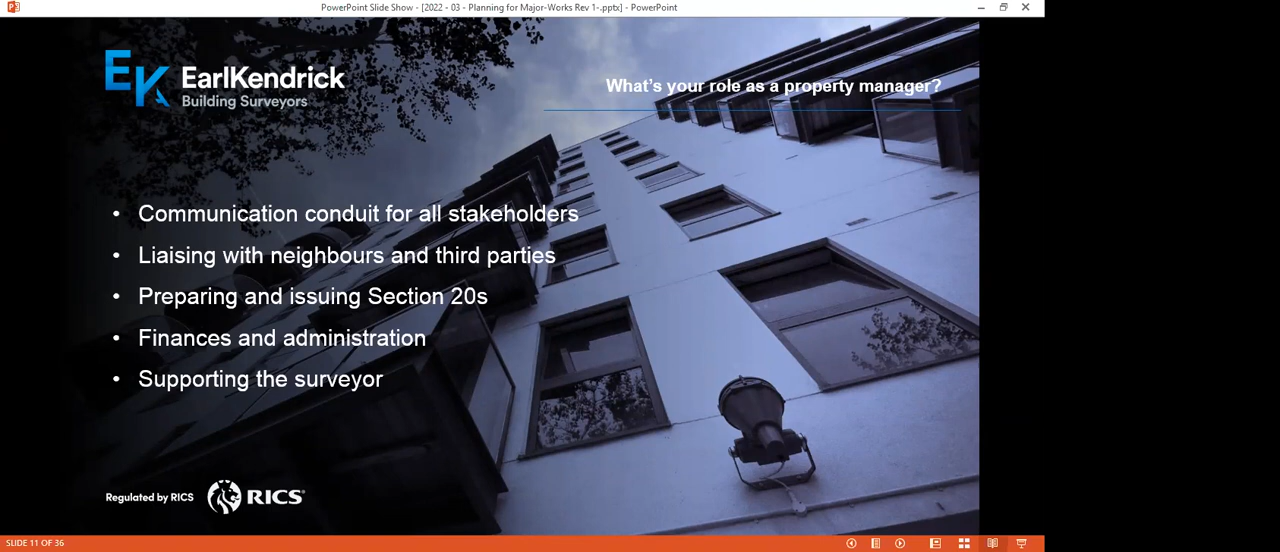 PowerPoint Slide Show - [2022 - 03 - Planning for Major-Works Rev 1-.pptx] - PowerPoint
EK EarlKendrick
Building Surveyors
What's your role as a property manager?
• Communication conduit for all stakeholders
• Liaising with neighbours and third parties
• Preparing and issuing Section 20s
• Finances and administration
• Supporting the surveyor
Regulated by RICS
RICS
SLIDE 11 OF 36